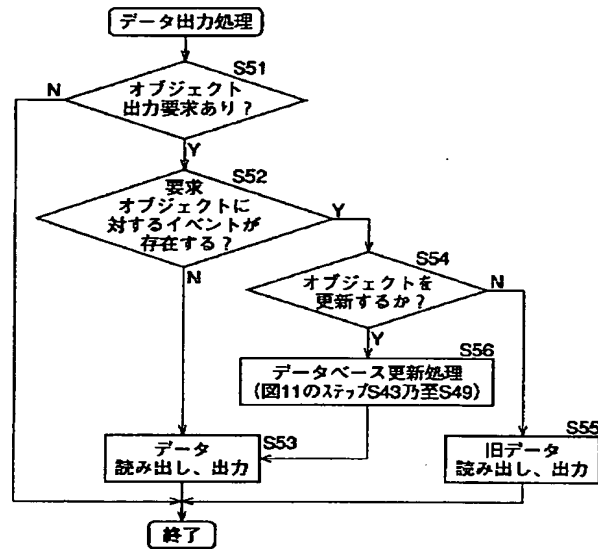 データ出力処理
S51
オブジェクト
出力要求あり？
N
Y
S52
要求
オブジェクトに
対するイベントが
存在する？
Y
N
S54
オブジェクトを
更新するか？
N
Y
S56
データベース更新処理
(図11のステップS43乃至S49)
S53
データ
読み出し、出力
S55
旧データ
読み出し、出力
終了